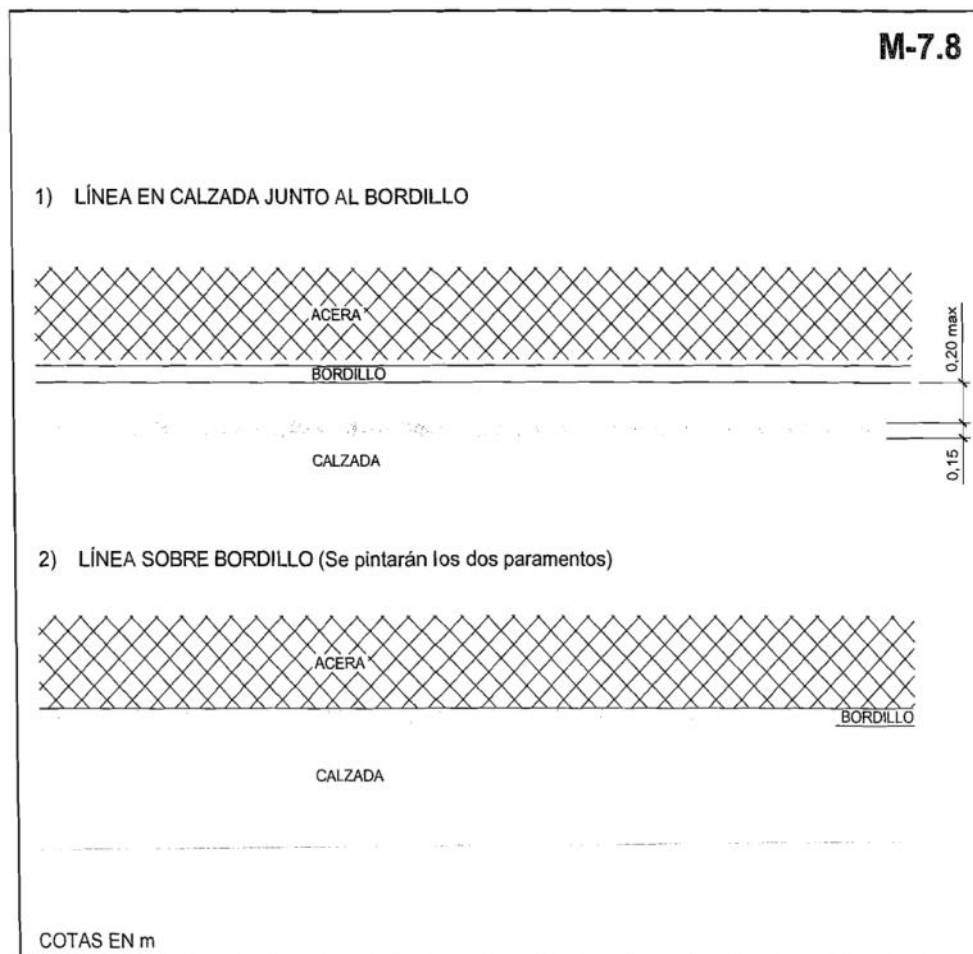 M-7.8
1) LÍNEA EN CALZADA JUNTO AL BORDILLO
ACERA
BORDILLO
0,20 max
CALZADA
0,15
2) LÍNEA SOBRE BORDILLO (Se pintarán los dos paramentos)
ACERA
BORDILLO
CALZADA
COTAS EN m